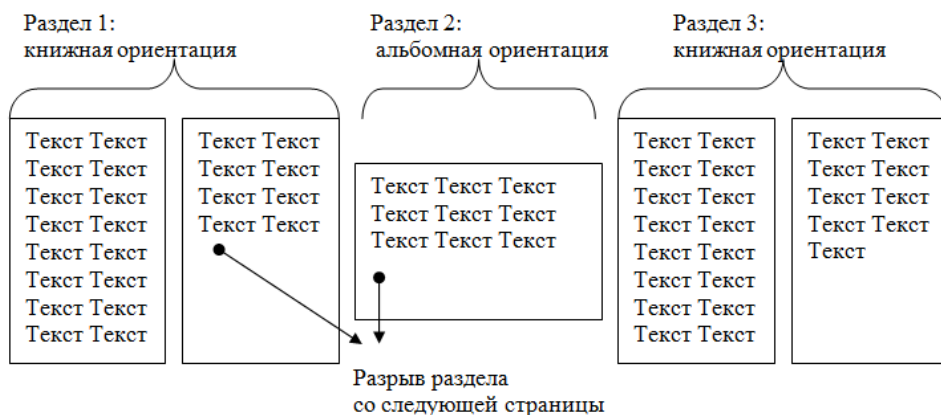 Раздел 1:
книжная ориентация
Раздел 2:
альбомная ориентация
Раздел 3:
книжная ориентация
Текст Текст
Текст Текст
Текст Текст
Текст Текст
Текст Текст
Текст Текст
Текст Текст
Текст Текст
Текст Текст
Текст Текст
Текст Текст
Текст Текст
Текст Текст Текст
Текст Текст Текст
Текст Текст Текст
Текст Текст
Текст Текст
Текст Текст
Текст Текст
Текст Текст
Текст Текст
Текст Текст
Текст Текст
Текст Текст
Текст Текст
Текст Текст
Текст Текст
Текст
Разрыв раздела
со следующей страницы